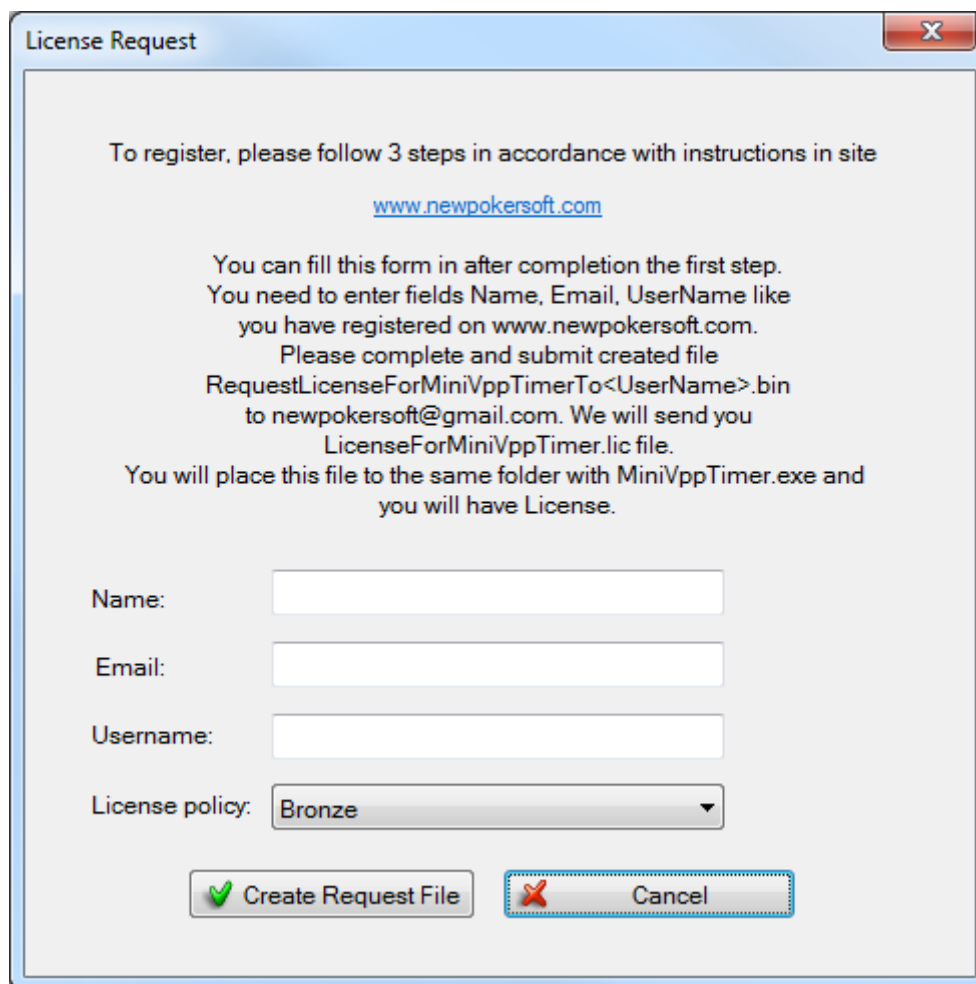 License Request
To register, please follow 3 steps in accordance with instructions in site
www.newpokersoft.com
You can fill this form in after completion the first step.
You need to enter fields Name, Email, UserName like
you have registered on www.newpokersoft.com.
Please complete and submit created file
RequestLicenseForMiniVppTimerTo<UserName>.bin
to newpokersoft@gmail.com. We will send you
LicenseForMiniVppTimer.lic file.
You will place this file to the same folder with MiniVppTimer.exe and
you will have License.
Name:
Email:
Username:
License policy: Bronze
Create Request File Cancel